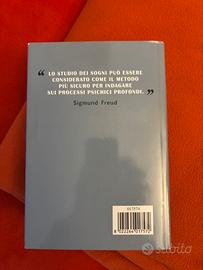 “ LO STUDIO DEI SOGNI PUÒ ESSERE
CONSIDERATO COME IL METODO
PIÙ SICURO PER INDAGARE
SUI PROCESSI PSICHICI PROFONDI. ”
Sigmund Freud
subito